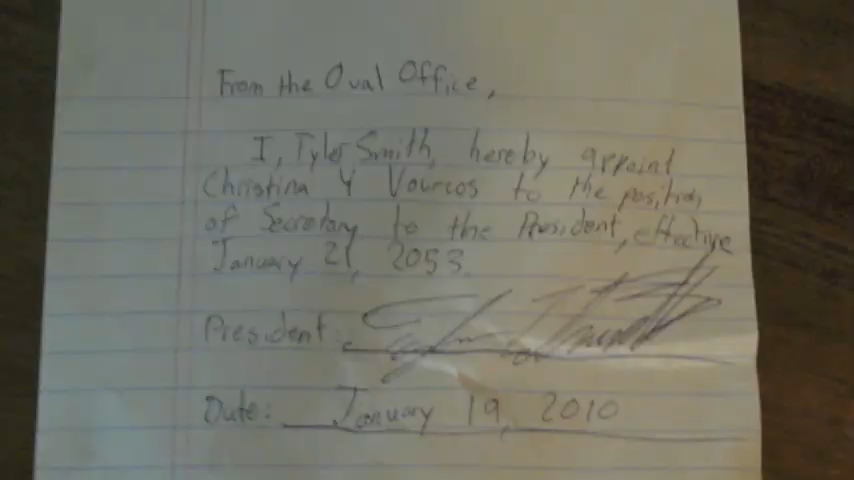 From the Oval Office,
I, Tyler Smith, hereby appoint
Christina Y Vourcos to the position
of Secretary to the President, effective
January 21, 2053.
President:
Date: January 19, 2010